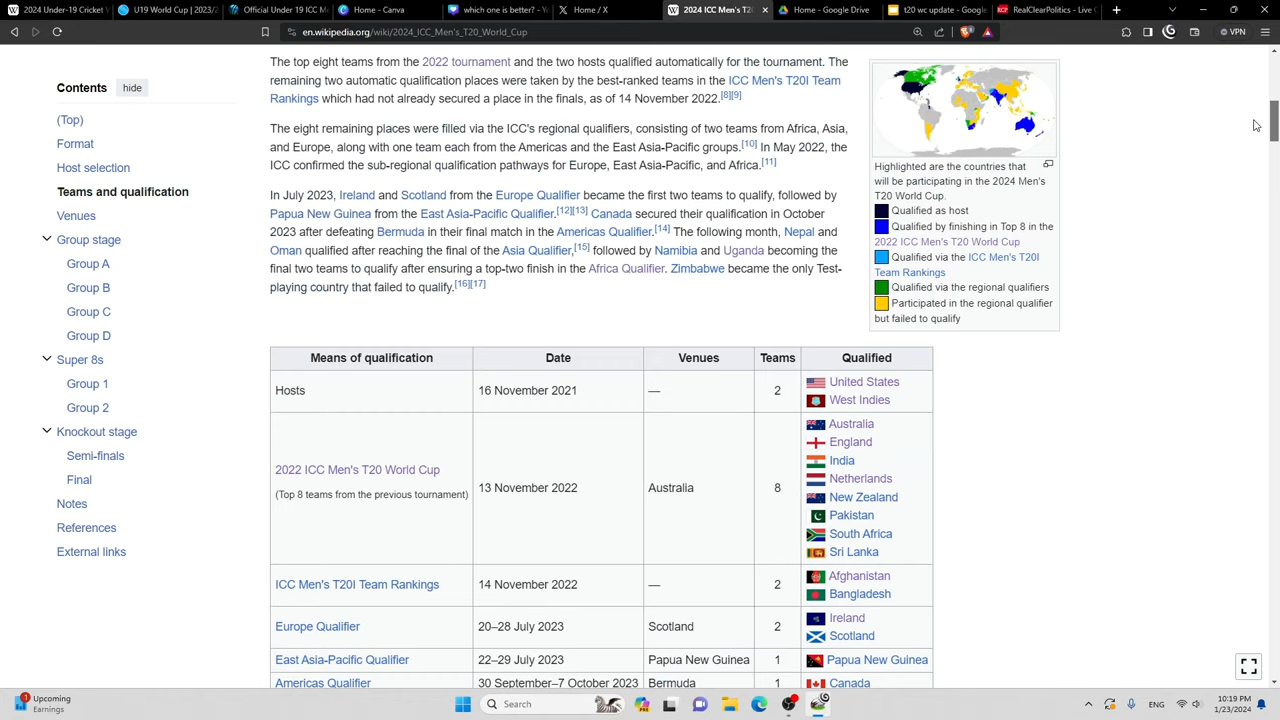 2024 Under-19 Cricket
U19 World Cup | 2023
Official Under 19 ICC M
Home - Canva
which one is better? - Y
Home / X
2024 ICC Men's T20
Home - Google Drive
t20 wc update - Goog
RealClearPolitics - Live O
en.wikipedia.org/wiki/2024_ICC_Men's_T20_World_Cup
VPN
Contents
hide
(Top)
Format
Host selection
Teams and qualification
Venues
Group stage
Group A
Group B
Group C
Group D
Super 8s
Group 1
Group 2
Knockout stage
Semi-finals
Final
Notes
References
External links
The top eight teams from the 2022 tournament and the two hosts qualified automatically for the tournament. The
remaining two automatic qualification places were taken by the best-ranked teams in the ICC Men's T20I Team
Rankings which had not already secured a place in the finals, as of 14 November 2022.[8][9]
The eight remaining places were filled via the ICC's regional qualifiers, consisting of two teams from Africa, Asia,
and Europe, along with one team each from the Americas and the East Asia-Pacific groups.[10] In May 2022, the
ICC confirmed the sub-regional qualification pathways for Europe, East Asia-Pacific, and Africa.[11]
In July 2023, Ireland and Scotland from the Europe Qualifier became the first two teams to qualify, followed by
Papua New Guinea from the East Asia-Pacific Qualifier.[12][13] Canada secured their qualification in October
2023 after defeating Bermuda in their final match in the Americas Qualifier.[14] The following month, Nepal and
Oman qualified after reaching the final of the Asia Qualifier,[15] followed by Namibia and Uganda becoming the
final two teams to qualify after ensuring a top-two finish in the Africa Qualifier. Zimbabwe became the only Test-
playing country that failed to qualify.[16][17]
Highlighted are the countries that
will be participating in the 2024 Men's
T20 World Cup.
Qualified as host
Qualified by finishing in Top 8 in the
2022 ICC Men's T20 World Cup
Qualified via the ICC Men's T20I
Team Rankings
Qualified via the regional qualifiers
Participated in the regional qualifier
but failed to qualify
Means of qualification Date Venues Teams Qualified
Hosts 16 November 2021 — 2 United States
West Indies
2022 ICC Men's T20 World Cup
(Top 8 teams from the previous tournament)
13 November 2022 Australia 8
Australia
England
India
Netherlands
New Zealand
Pakistan
South Africa
Sri Lanka
ICC Men's T20I Team Rankings 14 November 2022 — 2 Afghanistan
Bangladesh
Europe Qualifier 20–28 July 2023 Scotland 2 Ireland
Scotland
East Asia-Pacific Qualifier 22–29 July 2023 Papua New Guinea 1 Papua New Guinea
Americas Qualifier 30 September–7 October 2023 Bermuda 1 Canada
1
Upcoming
Earnings
Search
ENG
10:19 PM
1/23/2024